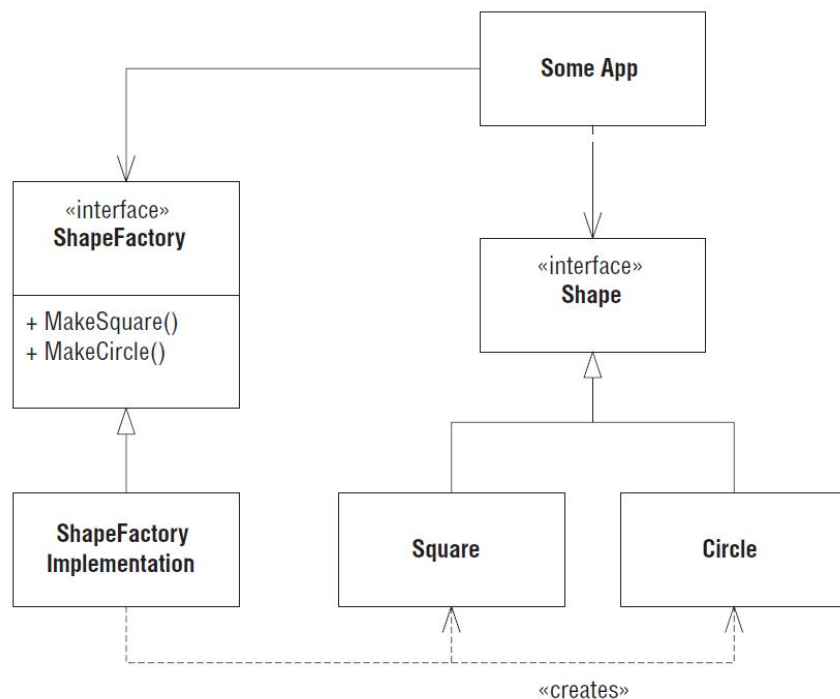 Some App
«interface»
ShapeFactory
+ MakeSquare()
+ MakeCircle()
«interface»
Shape
ShapeFactory
Implementation
Square
Circle
«creates»